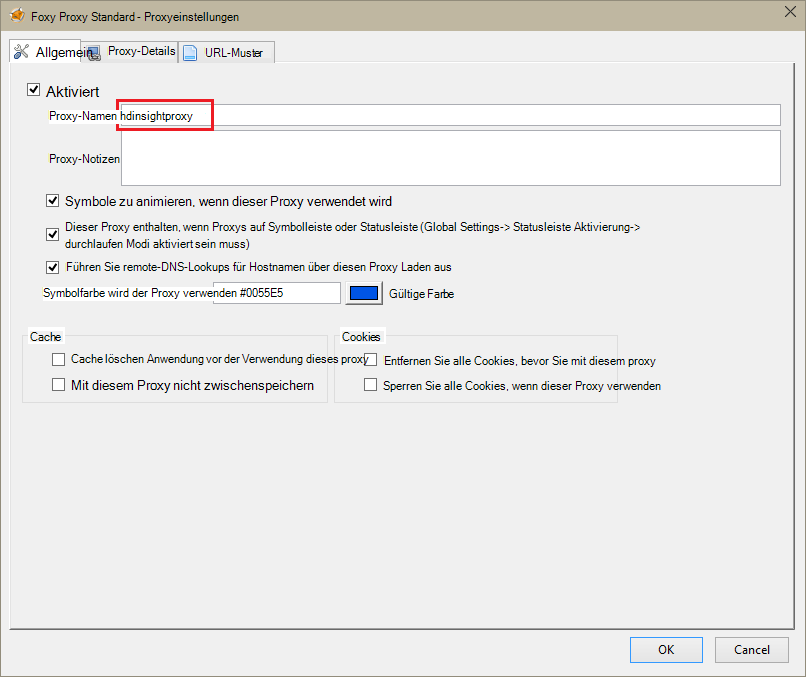 Foxy Proxy Standard - Proxyeinstellungen
Allgemein Proxy-Details URL-Muster
Aktiviert
Proxy-Namen hdinsightproxy
Proxy-Notizen
Symbole zu animieren, wenn dieser Proxy verwendet wird
Dieser Proxy enthalten, wenn Proxys auf Symbolleiste oder Statusleiste (Global Settings-> Statusleiste Aktivierung->
durchlaufen Modi aktiviert sein muss)
Führen Sie remote-DNS-Lookups für Hostnamen über diesen Proxy Laden aus
Symbolfarbe wird der Proxy verwenden #0055E5 Gültige Farbe
Cache Cookies
Cache löschen Anwendung vor der Verwendung dieses proxy Entfernen Sie alle Cookies, bevor Sie mit diesem proxy
Mit diesem Proxy nicht zwischenspeichern Sperren Sie alle Cookies, wenn dieser Proxy verwenden
OK Cancel